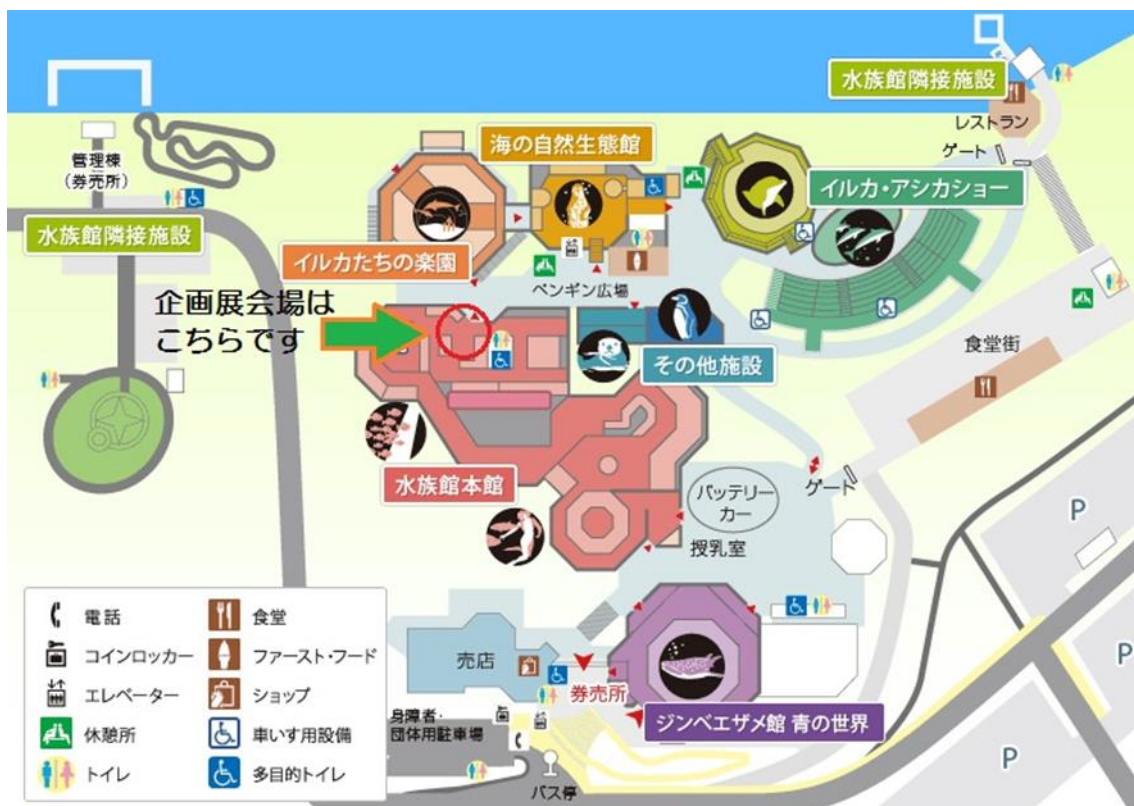 水族館隣接施設
レストラン
ゲート
管理棟
（券売所）
海の自然生態館
イルカ・アシカショー
水族館隣接施設
イルカたちの楽園
ペンギン広場
企画展会場は
こちらです
その他施設
食堂街
水族館本館
バッテリー
カー
ゲート
授乳室
P
P
P
売店
券売所
ジンベエザメ館 青の世界
身障者・
団体用駐車場
バス停
電話
コインロッカー
エレベーター
休憩所
トイレ
食堂
ファースト・フード
ショップ
車いす用設備
多目的トイレ